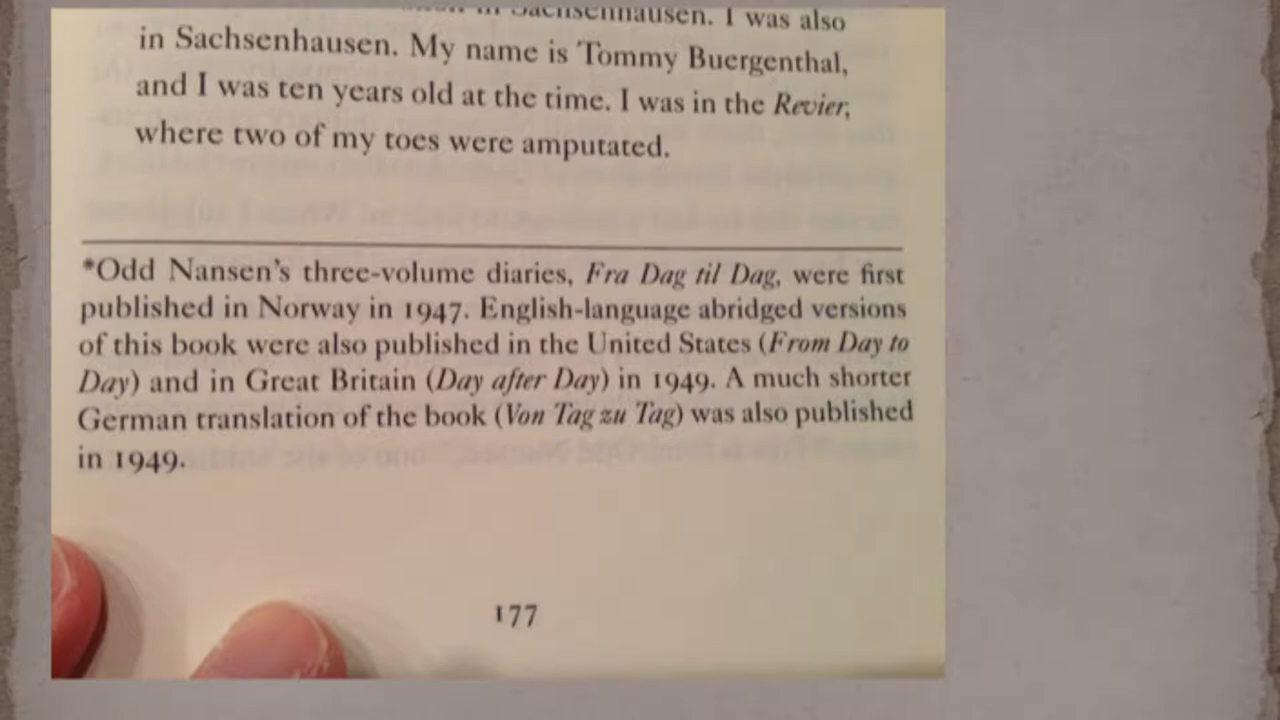 in Sachsenhausen. I was also
in Sachsenhausen. My name is Tommy Buergenthal,
and I was ten years old at the time. I was in the Revier,
where two of my toes were amputated.
*Odd Nansen's three-volume diaries, Fra Dag til Dag, were first
published in Norway in 1947. English-language abridged versions
of this book were also published in the United States (From Day to
Day) and in Great Britain (Day after Day) in 1949. A much shorter
German translation of the book (Von Tag zu Tag) was also published
in 1949.
177